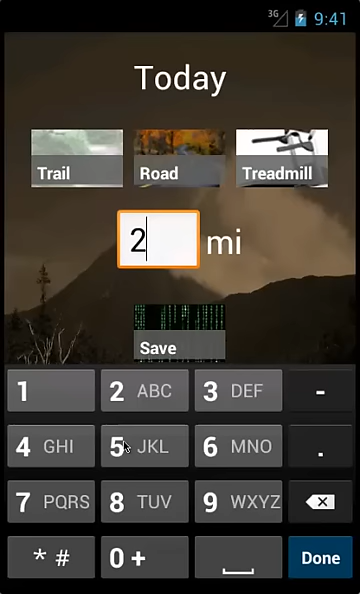 3G 9:41
Today
Trail Road Treadmill
2 mi
Save
1 2 ABC 3 DEF -
4 GHI 5 JKL 6 MNO .
7 PQRS 8 TUV 9 WXYZ
* # 0 + Done